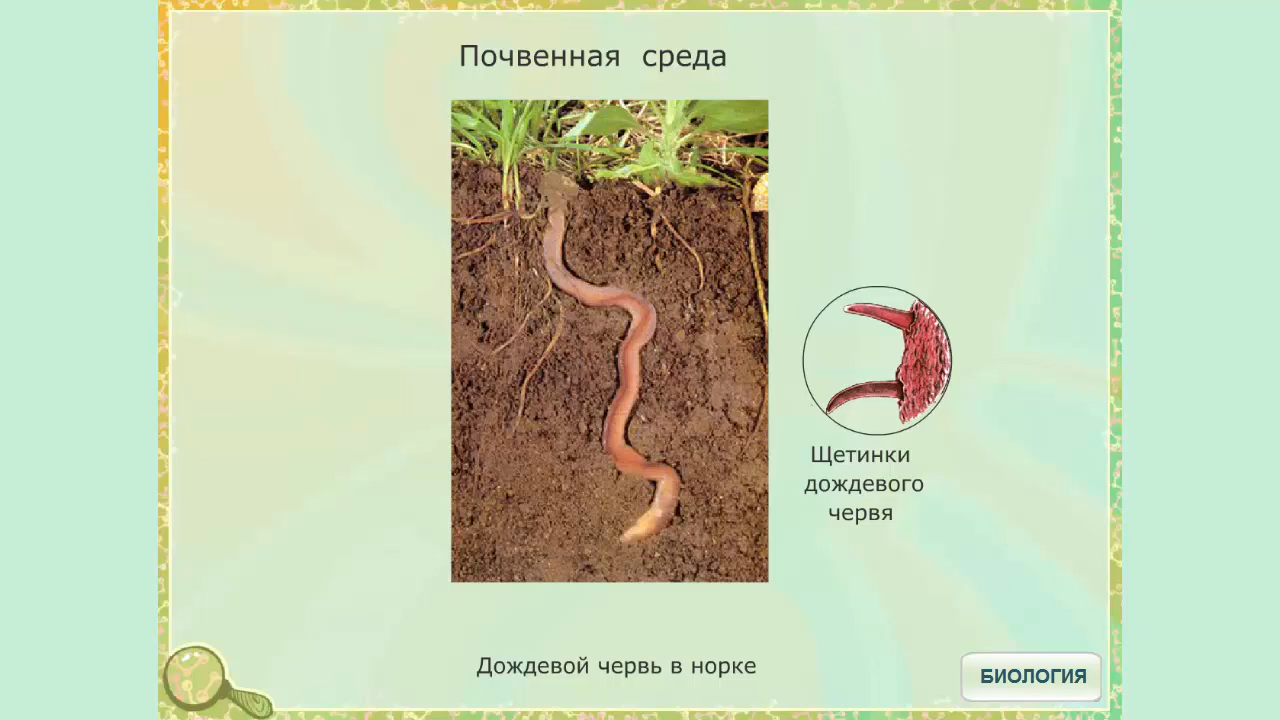 Почвенная среда
Щетинки
дождевого
червя
Дождевой червь в норке
БИОЛОГИЯ